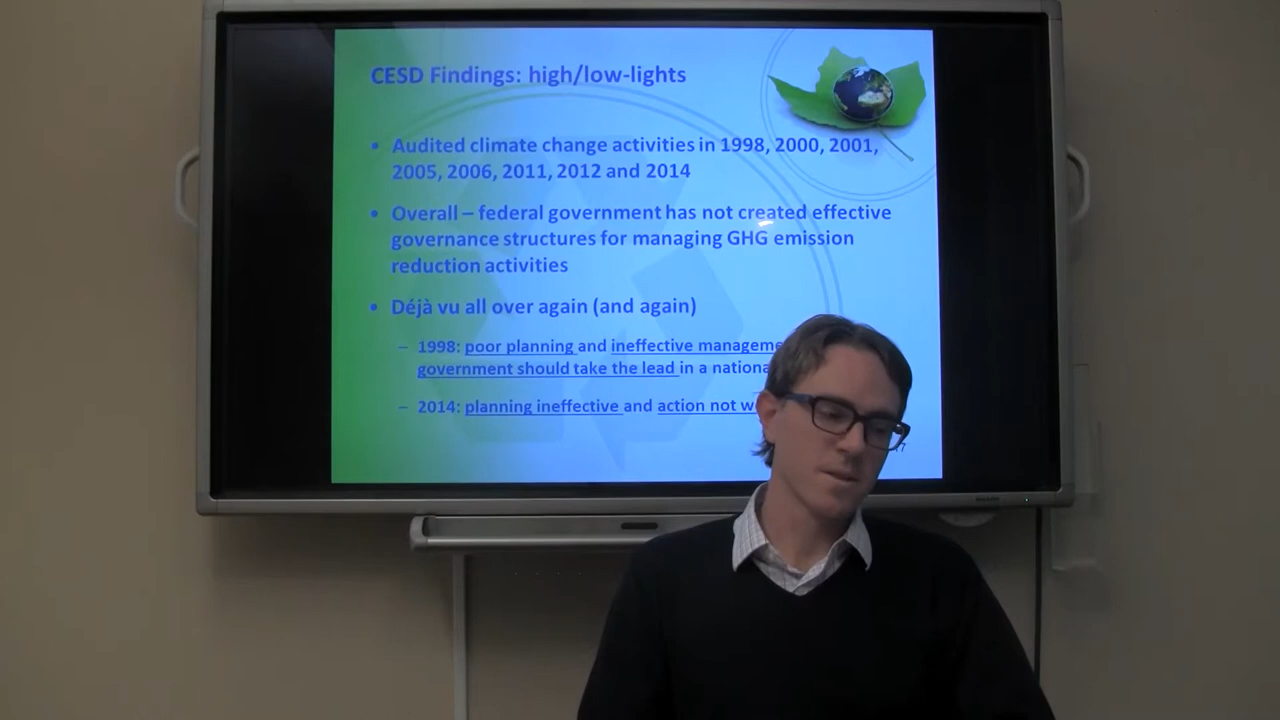 CESD Findings: high/low-lights
• Audited climate change activities in 1998, 2000, 2001,
2005, 2006, 2011, 2012 and 2014
• Overall – federal government has not created effective
governance structures for managing GHG emission
reduction activities
• Déjà vu all over again (and again)
– 1998: poor planning and ineffective manageme
government should take the lead in a nationa
– 2014: planning ineffective and action not w